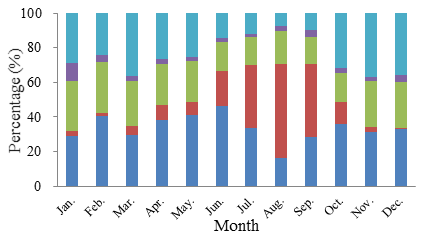 Percentage (%)
100
80
60
40
20
0
Jan.
Feb.
Mar.
Apr.
May.
Jun.
Jul.
Aug.
Sep.
Oct.
Nov.
Dec.
Month